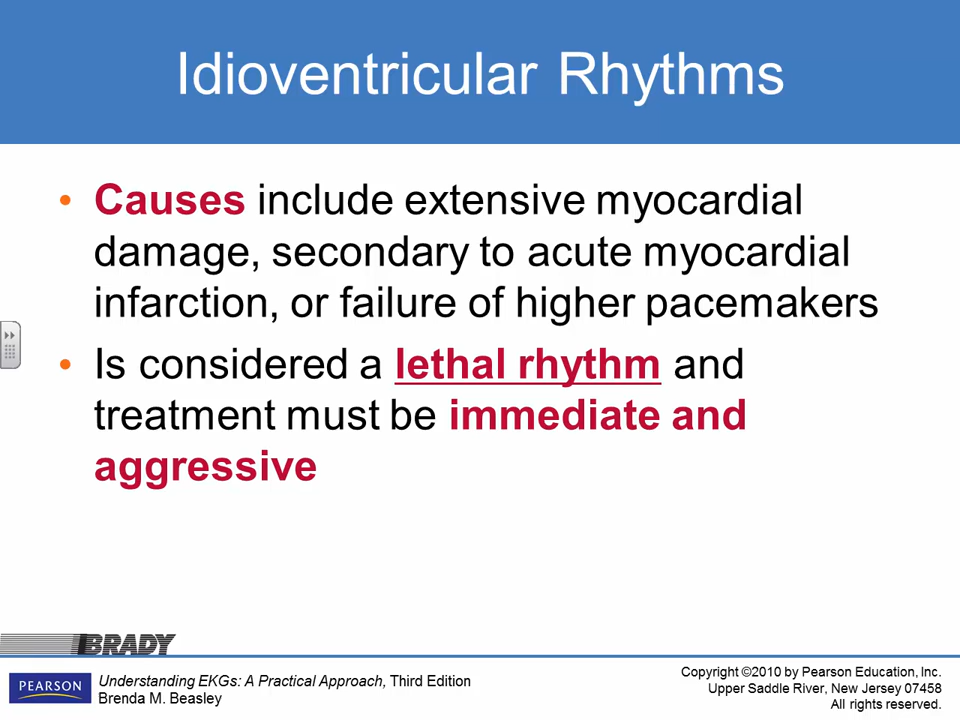 Idioventricular Rhythms
• Causes include extensive myocardial
damage, secondary to acute myocardial
infarction, or failure of higher pacemakers
• Is considered a lethal rhythm and
treatment must be immediate and
aggressive
BRADY
PEARSON
Understanding EKGs: A Practical Approach, Third Edition
Brenda M. Beasley
Copyright ©2010 by Pearson Education, Inc.
Upper Saddle River, New Jersey 07458
All rights reserved.